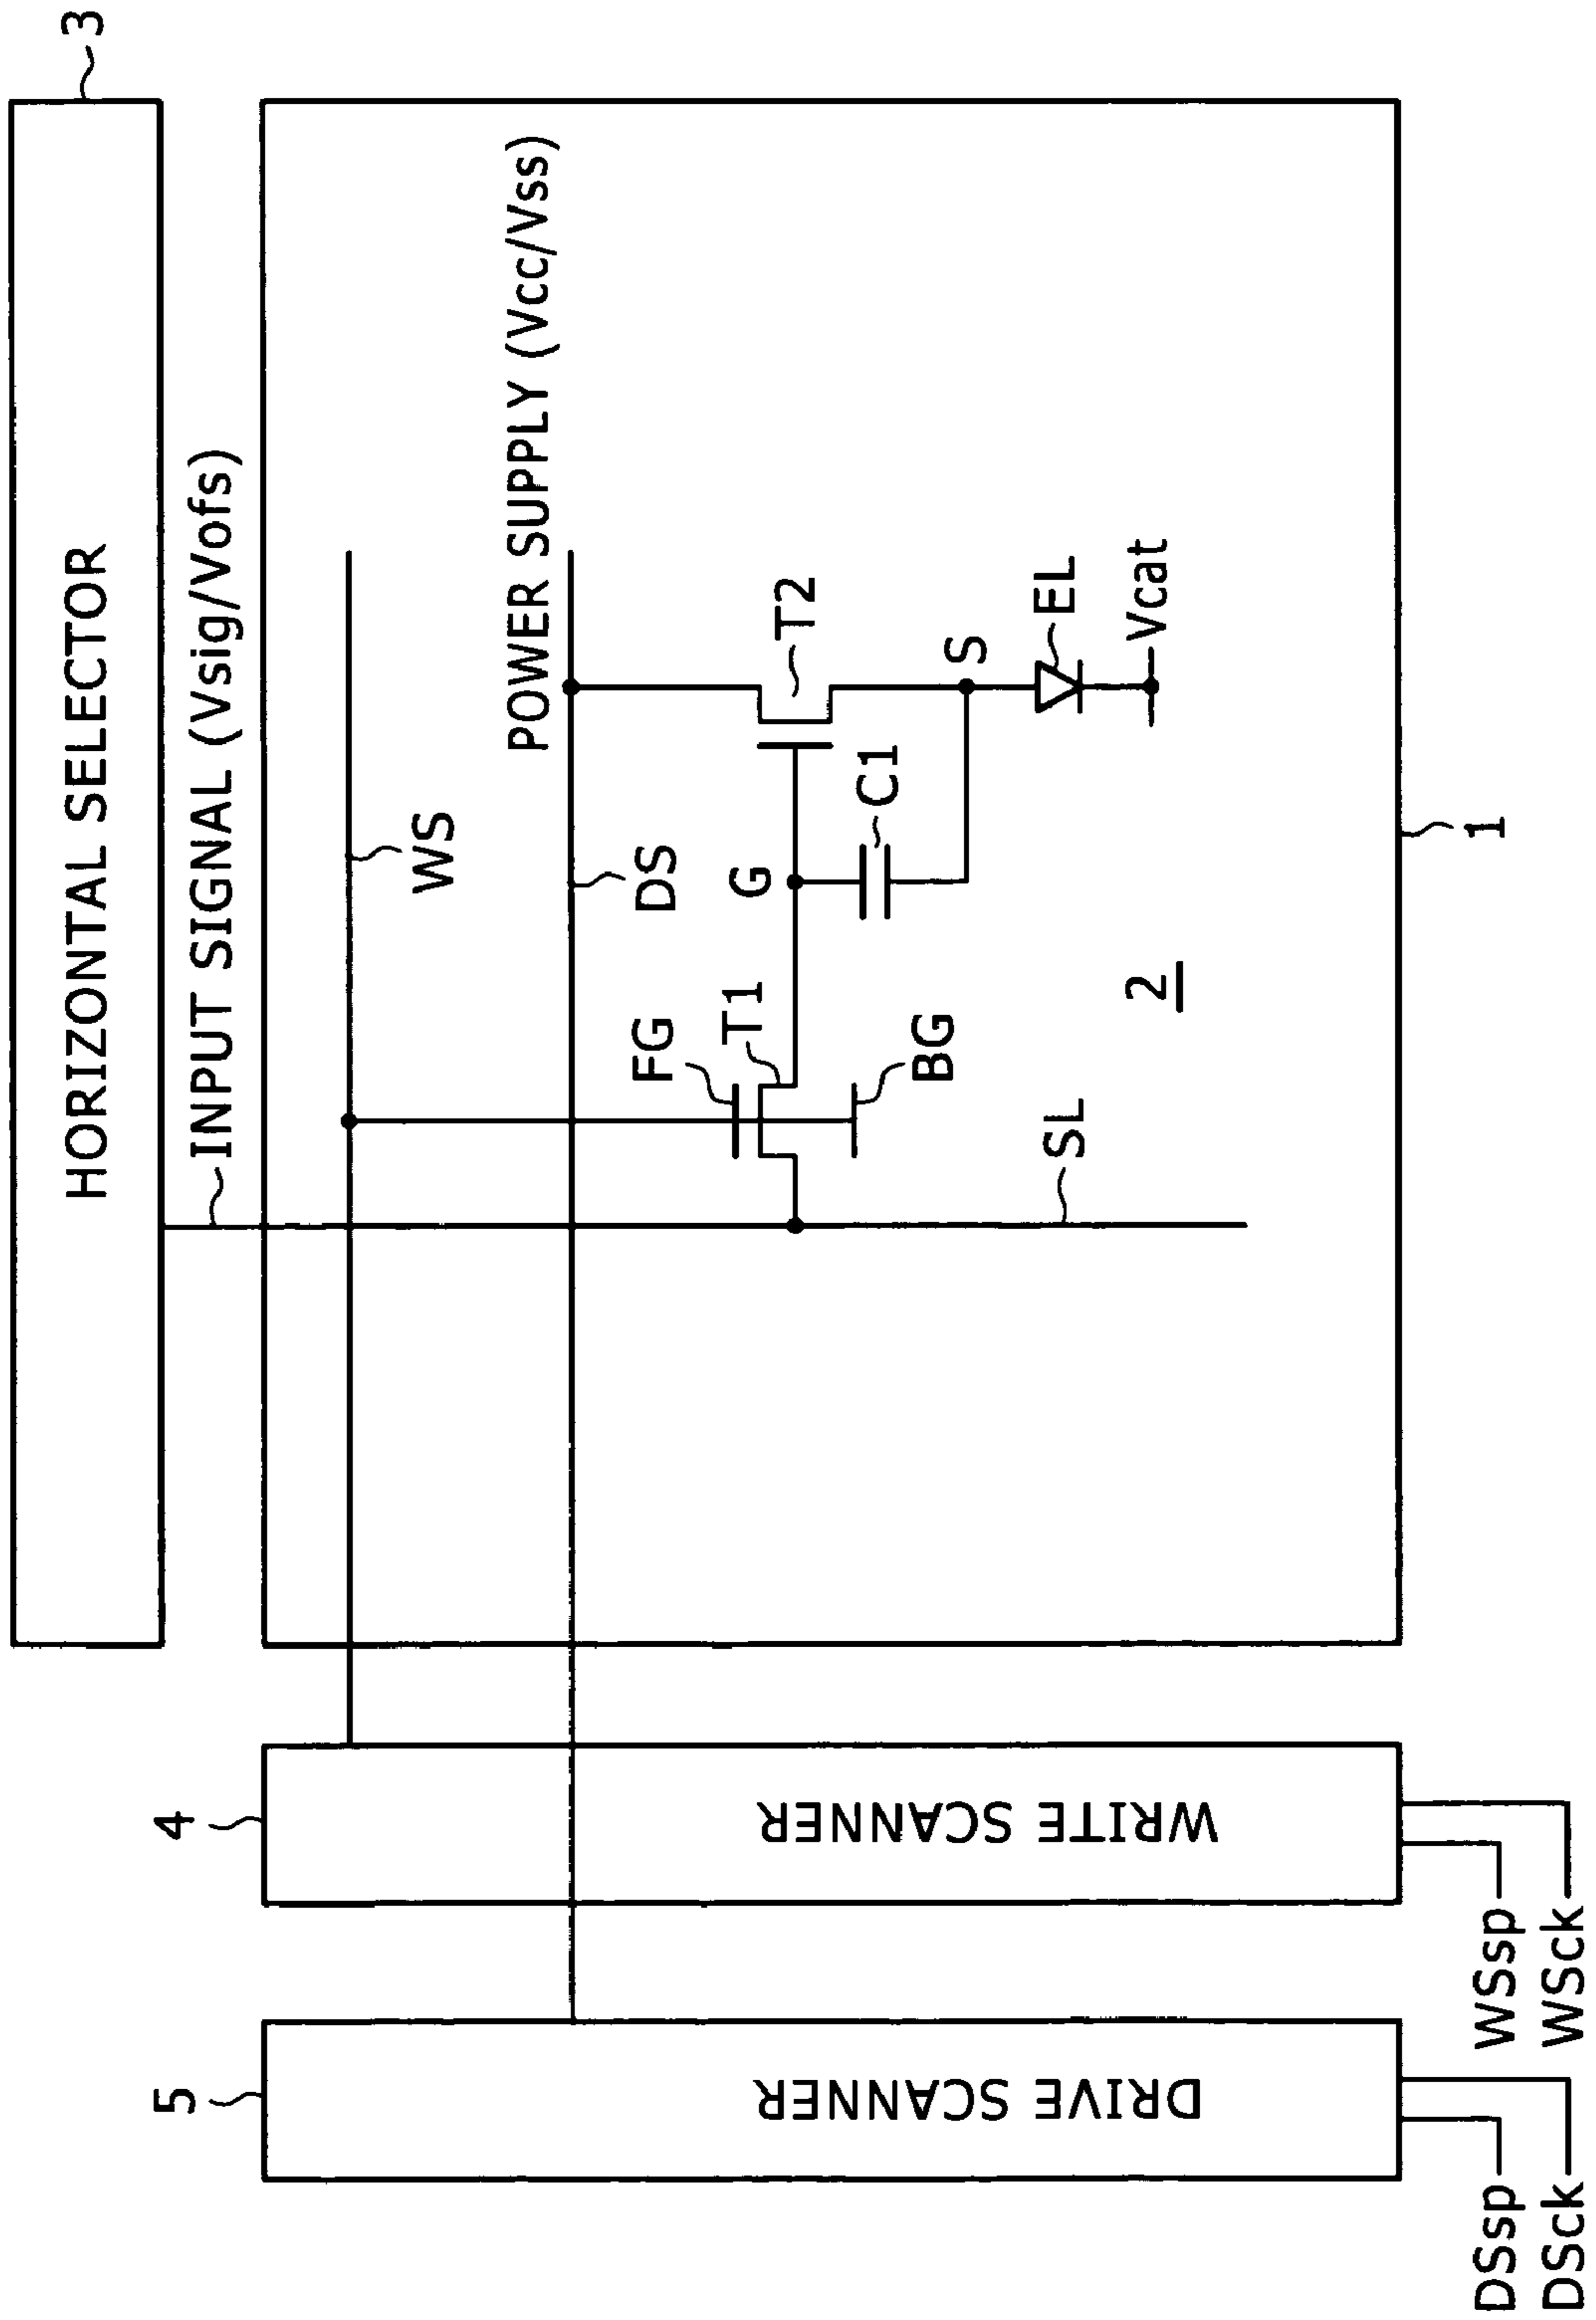 3
HORIZONTAL SELECTOR
INPUT SIGNAL (Vsig/Vofs)
WS
POWER SUPPLY (Vcc/Vss)
DS
FG
T1
G
C1
T2
S
EL
Vcat
BG
SL
2
1
4
WRITE SCANNER
5
DRIVE SCANNER
WSsp
WSck
DSsp
DSck